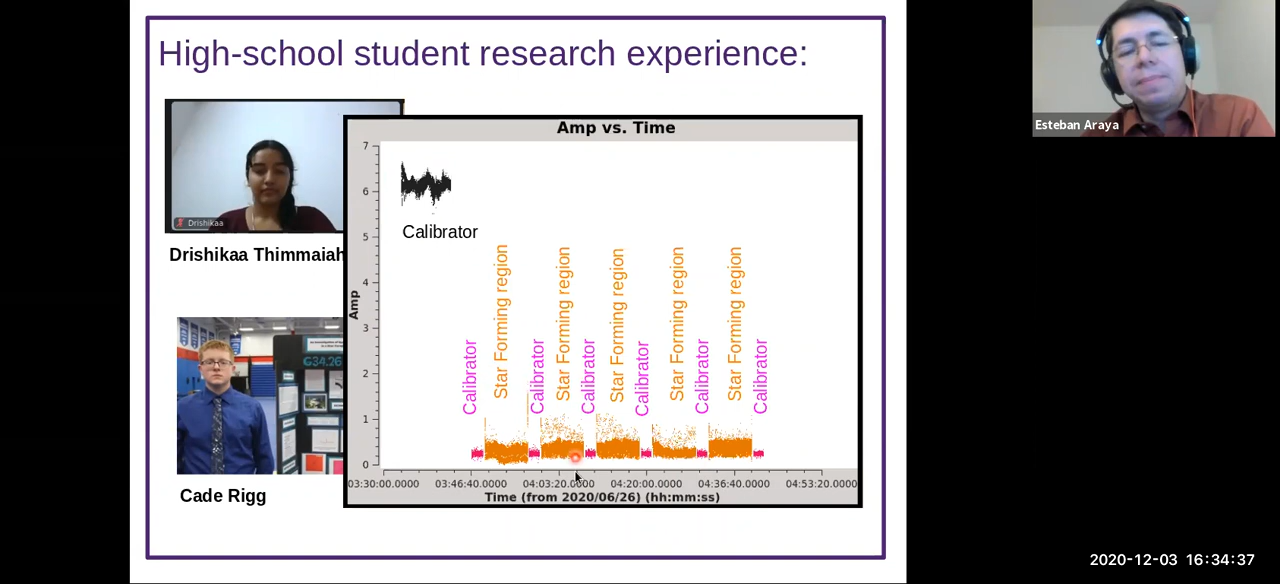 High-school student research experience:
Esteban Araya
Drishikaa
Drishikaa Thimmaiah
G34.26
Cade Rigg
Amp vs. Time
Amp
7
6
5
4
3
2
1
0
Calibrator
Star Forming region
Star Forming region
Star Forming region
Star Forming region
Star Forming region
Calibrator
Calibrator
Calibrator
Calibrator
Calibrator
Calibrator
03:30:00.0000 03:46:40.0000 04:03:20.0000 04:20:00.0000 04:36:40.0000 04:53:20.0000
Time (from 2020/06/26) (hh:mm:ss)
2020-12-03 16:34:37